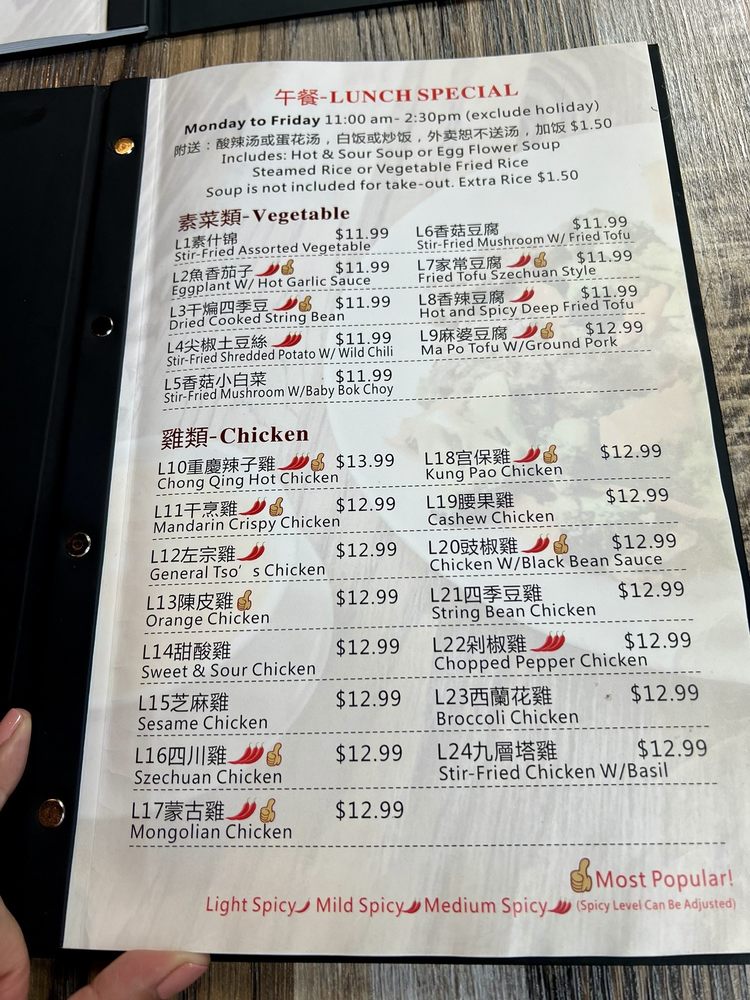 午餐-LUNCH SPECIAL
Monday to Friday 11:00 am- 2:30pm (exclude holiday)
附送：酸辣汤或蛋花汤，白饭或炒饭，外卖恕不送汤，加饭 $1.50
Includes: Hot & Sour Soup or Egg Flower Soup
Steamed Rice or Vegetable Fried Rice
Soup is not included for take-out. Extra Rice $1.50
素菜類-Vegetable
L1素什锦 $11.99
Stir-Fried Assorted Vegetable
L2魚香茄子 $11.99
Eggplant W/ Hot Garlic Sauce
L3干煸四季豆 $11.99
Dried Cooked String Bean
L4尖椒土豆絲 $11.99
Stir-Fried Shredded Potato W/ Wild Chili
L5香菇小白菜 $11.99
Stir-Fried Mushroom W/Baby Bok Choy
L6香菇豆腐 $11.99
Stir-Fried Mushroom W/ Fried Tofu
L7家常豆腐 $11.99
Fried Tofu Szechuan Style
L8香辣豆腐 $11.99
Hot and Spicy Deep Fried Tofu
L9麻婆豆腐 $12.99
Ma Po Tofu W/Ground Pork
雞類-Chicken
L10重慶辣子雞 $13.99
Chong Qing Hot Chicken
L11干烹雞 $12.99
Mandarin Crispy Chicken
L12左宗雞 $12.99
General Tso's Chicken
L13陳皮雞 $12.99
Orange Chicken
L14甜酸雞 $12.99
Sweet & Sour Chicken
L15芝麻雞 $12.99
Sesame Chicken
L16四川雞 $12.99
Szechuan Chicken
L17蒙古雞 $12.99
Mongolian Chicken
L18宫保雞 $12.99
Kung Pao Chicken
L19腰果雞 $12.99
Cashew Chicken
L20豉椒雞 $12.99
Chicken W/Black Bean Sauce
L21四季豆雞 $12.99
String Bean Chicken
L22剁椒雞 $12.99
Chopped Pepper Chicken
L23西蘭花雞 $12.99
Broccoli Chicken
L24九層塔雞 $12.99
Stir-Fried Chicken W/Basil
Most Popular!
Light Spicy Mild Spicy Medium Spicy (Spicy Level Can Be Adjusted)